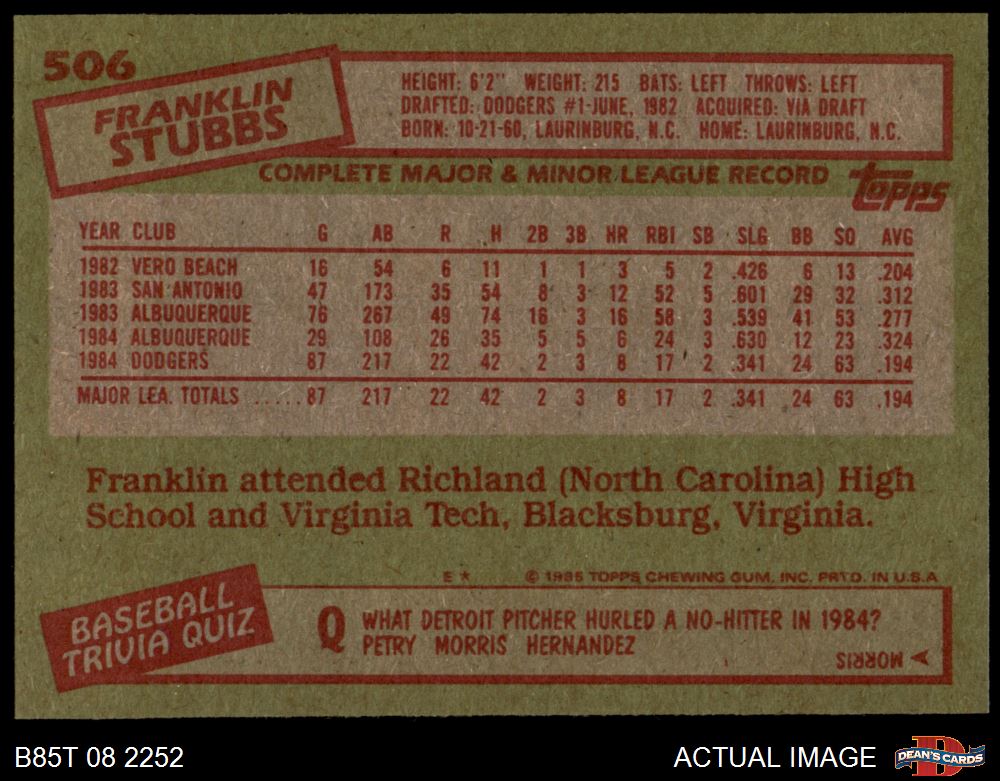 506
FRANKLIN
STUBBS
HEIGHT: 6'2" WEIGHT: 215 BATS: LEFT THROWS: LEFT
DRAFTED: DODGERS #1-JUNE, 1982 ACQUIRED: VIA DRAFT
BORN: 10-21-60, LAURINBURG, N.C. HOME: LAURINBURG, N.C.
COMPLETE MAJOR & MINOR LEAGUE RECORD
topps
YEAR CLUB G AB R H 2B 3B HR RBI SB SLG BB SO AVG
1982 VERO BEACH 16 54 6 11 1 1 3 5 2 .426 6 13 .204
1983 SAN ANTONIO 47 173 35 54 8 3 12 52 5 .601 29 32 .312
1983 ALBUQUERQUE 76 267 49 74 16 3 16 58 3 .539 41 53 .277
1984 ALBUQUERQUE 29 108 26 35 5 5 6 24 3 .630 12 23 .324
1984 DODGERS 87 217 22 42 2 3 8 17 2 .341 24 63 .194
MAJOR LEA. TOTALS .....87 217 22 42 2 3 8 17 2 .341 24 63 .194
Franklin attended Richland (North Carolina) High
School and Virginia Tech, Blacksburg, Virginia.
E * © 1985 TOPPS CHEWING GUM, INC. PRTD. IN U.S.A
BASEBALL
TRIVIA QUIZ
Q WHAT DETROIT PITCHER HURLED A NO-HITTER IN 1984?
PETRY MORRIS HERNANDEZ
A MORRIS
B85T 08 2252
ACTUAL IMAGE
DEAN'S CARDS